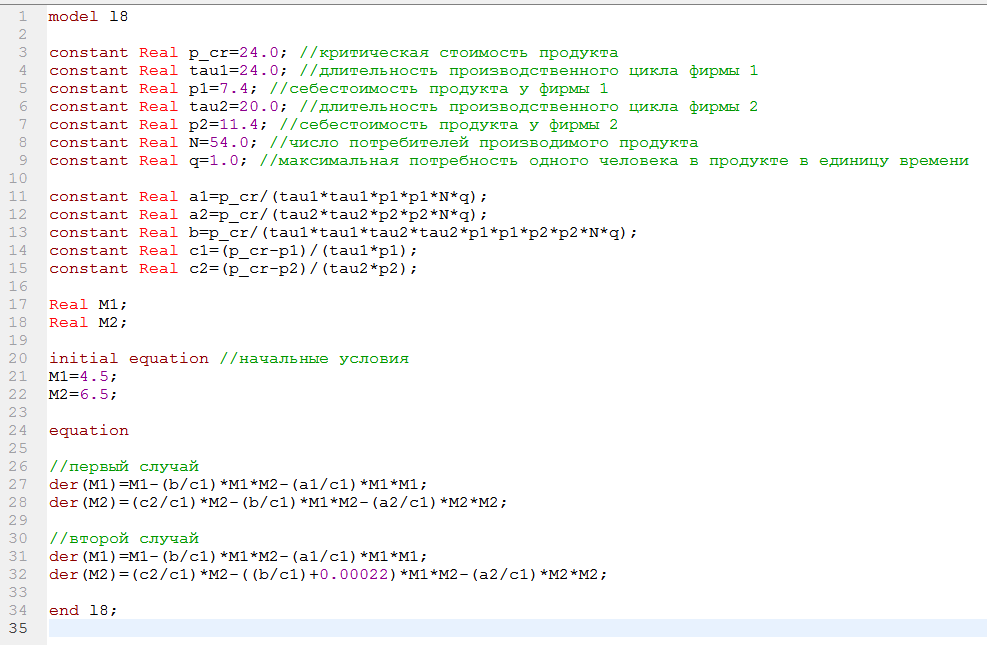 1 model l8
2
3 constant Real p_cr=24.0; //критическая стоимость продукта
4 constant Real tau1=24.0; //длительность производственного цикла фирмы 1
5 constant Real p1=7.4; //себестоимость продукта у фирмы 1
6 constant Real tau2=20.0; //длительность производственного цикла фирмы 2
7 constant Real p2=11.4; //себестоимость продукта у фирмы 2
8 constant Real N=54.0; //число потребителей производимого продукта
9 constant Real q=1.0; //максимальная потребность одного человека в продукте в единицу времени
10
11 constant Real a1=p_cr/(tau1*tau1*p1*p1*N*q);
12 constant Real a2=p_cr/(tau2*tau2*p2*p2*N*q);
13 constant Real b=p_cr/(tau1*tau1*tau2*tau2*p1*p1*p2*p2*N*q);
14 constant Real c1=(p_cr-p1)/(tau1*p1);
15 constant Real c2=(p_cr-p2)/(tau2*p2);
16
17 Real M1;
18 Real M2;
19
20 initial equation //начальные условия
21 M1=4.5;
22 M2=6.5;
23
24 equation
25
26 //первый случай
27 der(M1)=M1-(b/c1)*M1*M2-(a1/c1)*M1*M1;
28 der(M2)=(c2/c1)*M2-(b/c1)*M1*M2-(a2/c1)*M2*M2;
29
30 //второй случай
31 der(M1)=M1-(b/c1)*M1*M2-(a1/c1)*M1*M1;
32 der(M2)=(c2/c1)*M2-((b/c1)+0.00022)*M1*M2-(a2/c1)*M2*M2;
33
34 end l8;
35